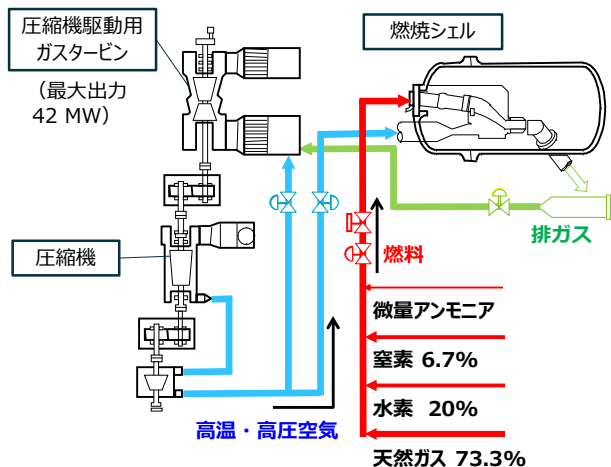 圧縮機駆動用
ガスタービン
（最大出力
42 MW）
燃焼シェル
圧縮機
排ガス
燃料
微量アンモニア
窒素 6.7%
水素 20%
天然ガス 73.3%
高温・高圧空気